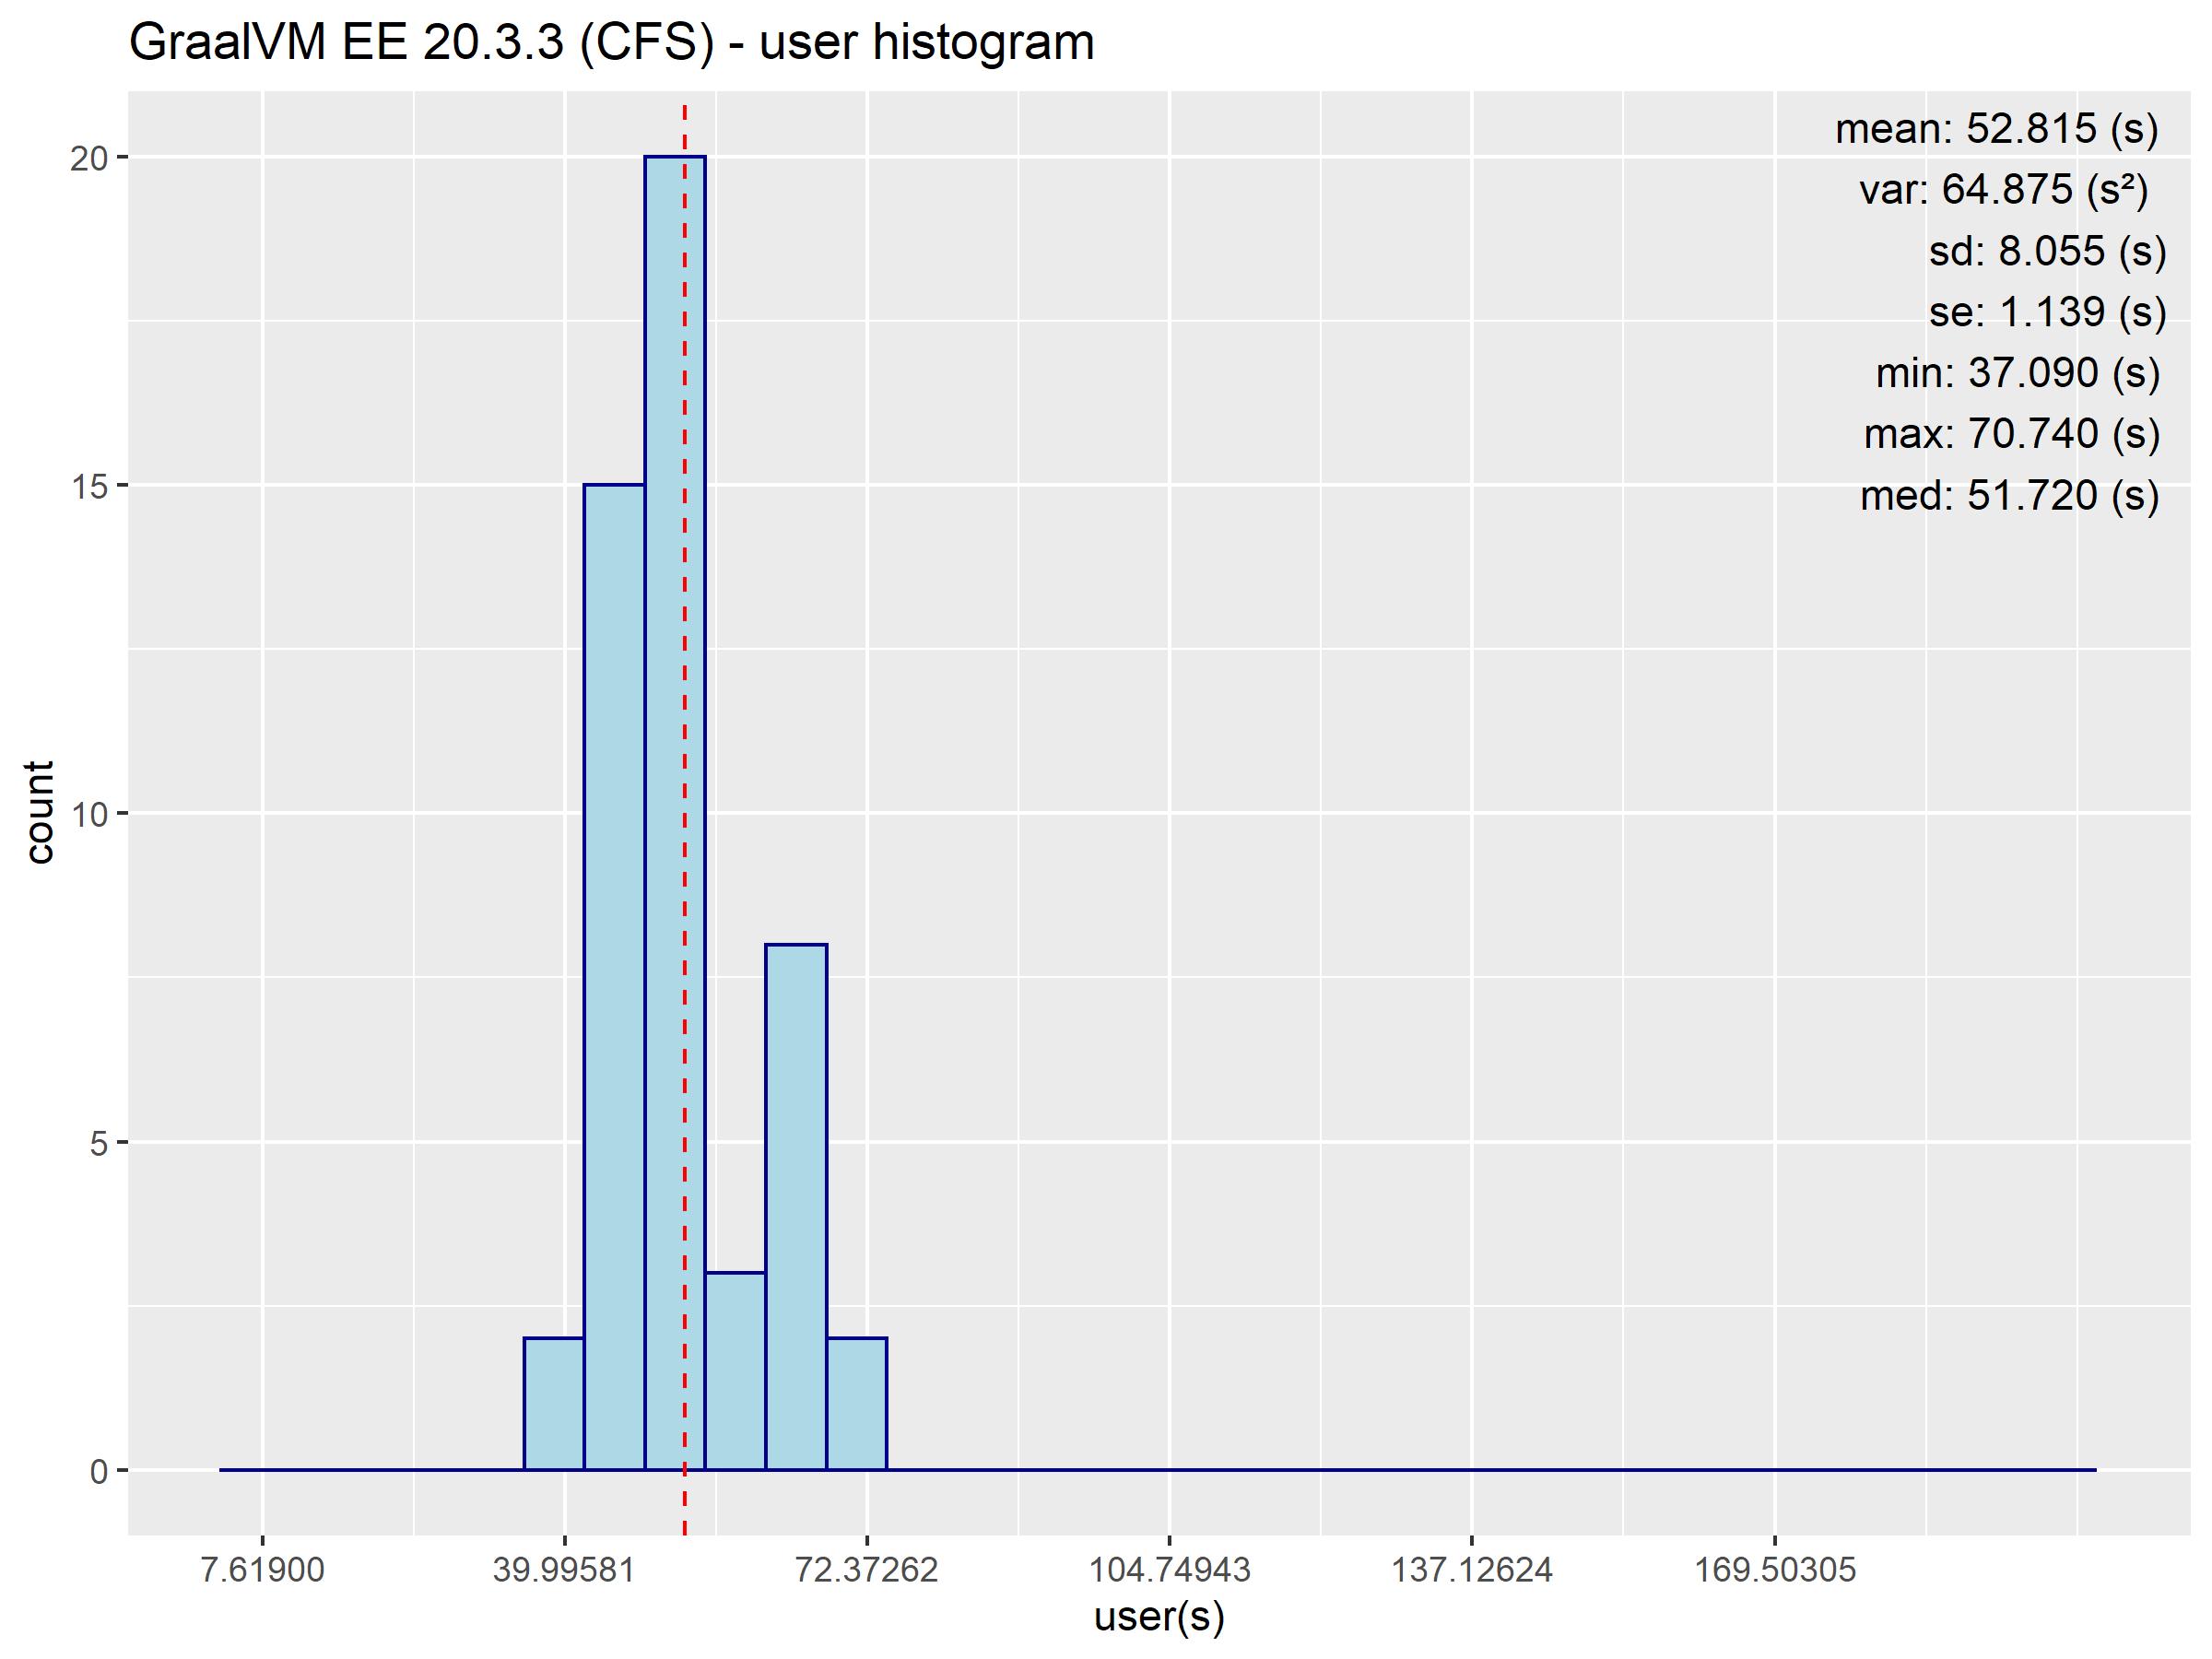 GraalVM EE 20.3.3 (CFS) - user histogram
mean: 52.815 (s)
var: 64.875 (s²)
sd: 8.055 (s)
se: 1.139 (s)
min: 37.090 (s)
max: 70.740 (s)
med: 51.720 (s)
20
15
10
5
0
count
7.61900 39.99581 72.37262 104.74943 137.12624 169.50305
user(s)